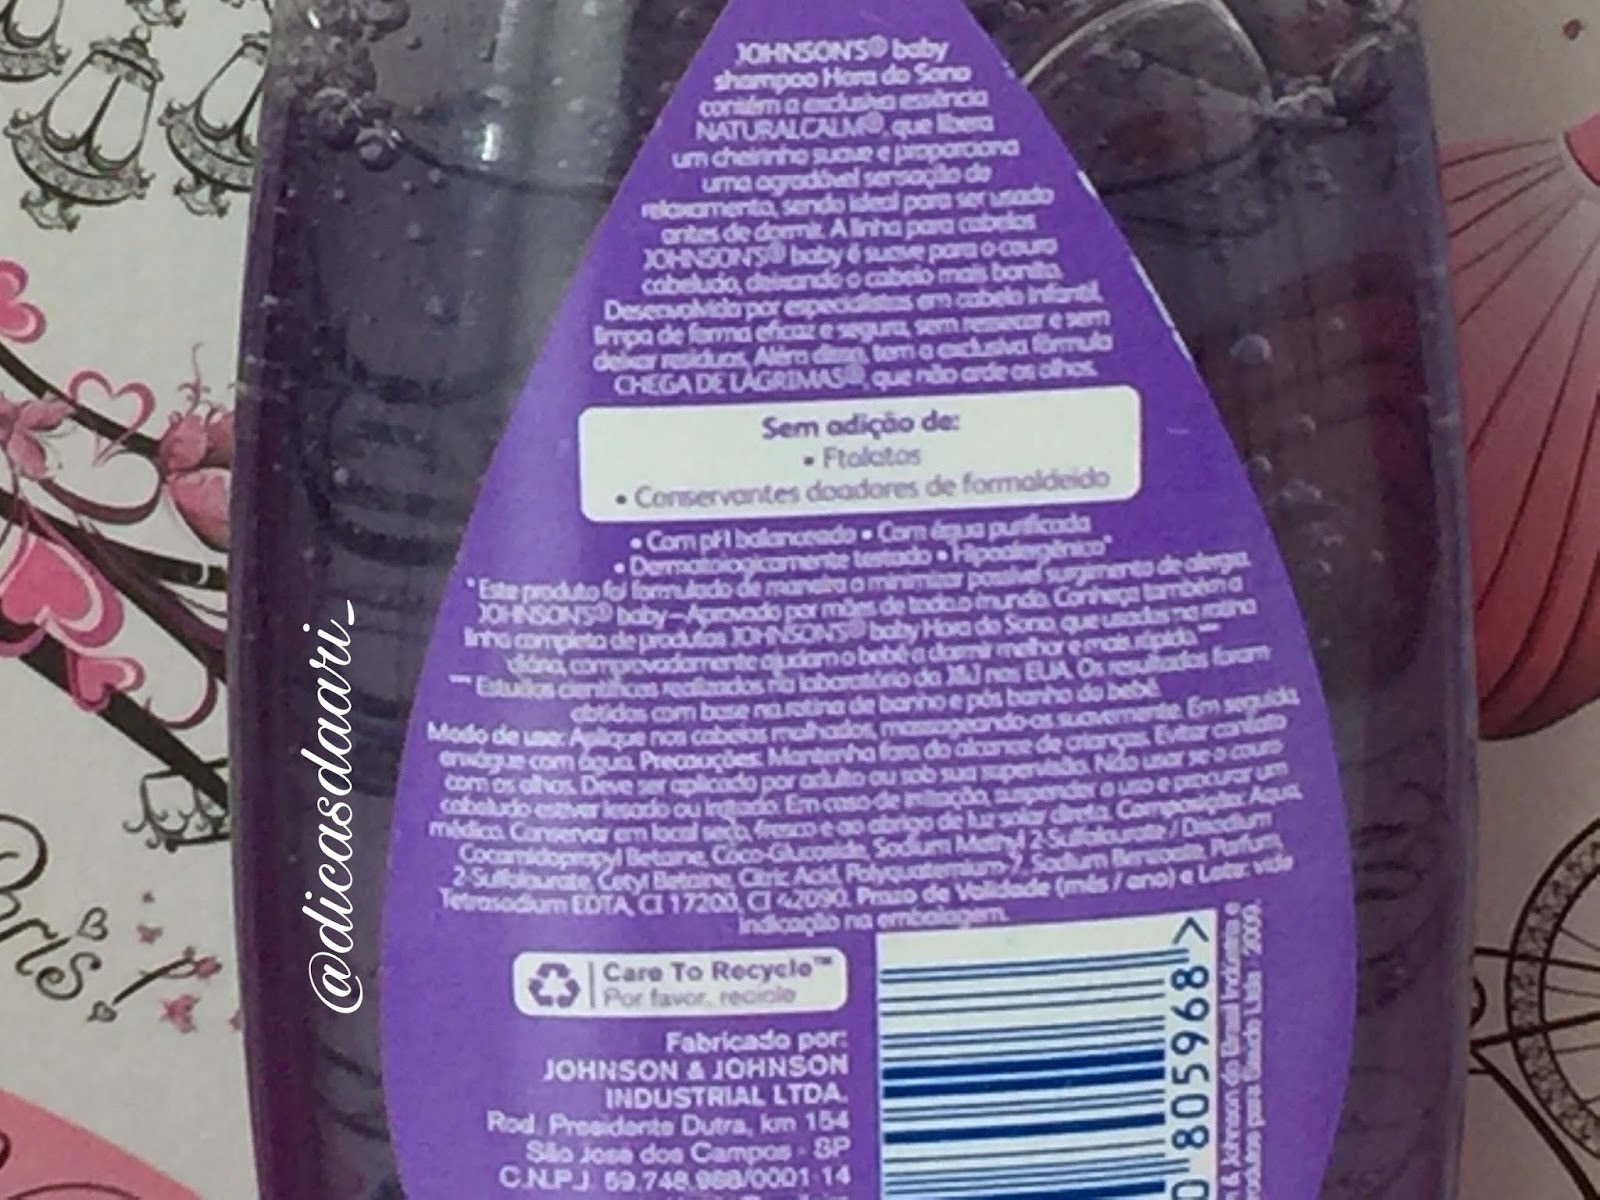 JOHNSON'S® baby
shampoo Hora do Sono
contém a exclusiva essência
NATURALCALM®, que libera
um cheirinho suave e proporciona
uma agradável sensação de
relaxamento, sendo ideal para ser usado
antes de dormir. A linha para cabelos
JOHNSON'S® baby é suave para o couro
cabeludo, deixando o cabelo mais bonito.
Desenvolvido por especialistas em cabelo infantil,
limpa de forma eficaz e segura, sem ressecar e sem
deixar resíduos. Além disso, tem a exclusiva fórmula
CHEGA DE LÁGRIMAS®, que não arde os olhos.
Sem adição de:
• Ftalatos
• Conservantes doadores de formaldeído
• Com pH balanceado • Com água purificada
• Dermatologicamente testado • Hipoalergênico*
* Este produto foi formulado de maneira a minimizar possível surgimento de alergia.
JOHNSON'S® baby – Aprovado por mães de todo o mundo. Conheça também a
linha completa de produtos JOHNSON'S® baby Hora do Sono, que usados na rotina
diária, comprovadamente ajudam o bebê a dormir melhor e mais rápido.**
** Estudos científicos realizados no laboratório da J&J nos EUA. Os resultados foram
obtidos com base na rotina de banho e pós banho do bebê.
Modo de uso: Aplique nos cabelos molhados, massageando-os suavemente. Em seguida,
enxágue com água. Precauções: Mantenha fora do alcance de crianças. Evitar contato
com os olhos. Deve ser aplicado por adulto ou sob sua supervisão. Não usar se o couro
cabeludo estiver lesado ou irritado. Em caso de irritação, suspender o uso e procurar um
médico. Conservar em local seco, fresco e ao abrigo de luz solar direta. Composição: Aqua,
Cocamidopropyl Betaine, Coco-Glucoside, Sodium Methyl 2-Sulfolaurate / Disodium
2-Sulfolaurate, Cetyl Betaine, Citric Acid, Polyquaternium-7, Sodium Benzoate, Parfum,
Tetrasodium EDTA, CI 17200, CI 42090. Prazo de Validade (mês / ano) e Lote: vide
indicação na embalagem.
Care To Recycle™
Por favor, recicle
Fabricado por:
JOHNSON & JOHNSON
INDUSTRIAL LTDA.
Rod. Presidente Dutra, km 154
São José dos Campos - SP
C.N.P.J. 59.748.988/0001-14
0 805968 >
& Johnson do Brasil Indústria e
produtos para Saúde Ltda 2009.
@dicasdaari_
Paris